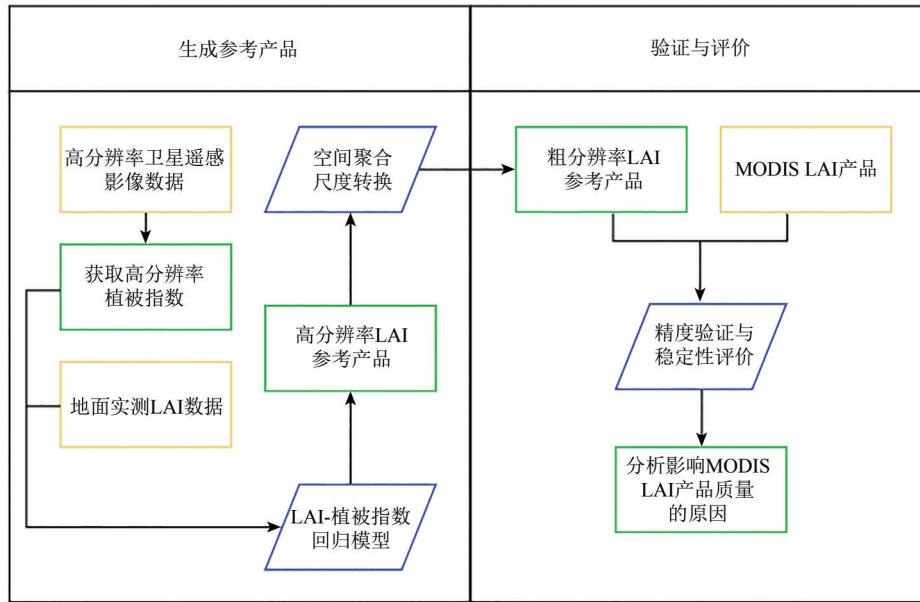 生成参考产品
验证与评价
高分辨率卫星遥感
影像数据
获取高分辨率
植被指数
地面实测LAI数据
空间聚合
尺度转换
高分辨率LAI
参考产品
LAI-植被指数
回归模型
粗分辨率LAI
参考产品
MODIS LAI产品
精度验证与
稳定性评价
分析影响MODIS
LAI产品质量
的原因